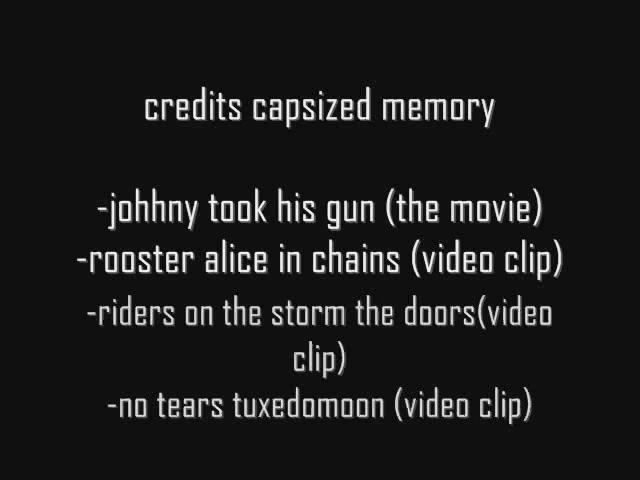 credits capsized memory
-johhny took his gun (the movie)
-rooster alice in chains (video clip)
-riders on the storm the doors(video
clip)
-no tears tuxedomoon (video clip)